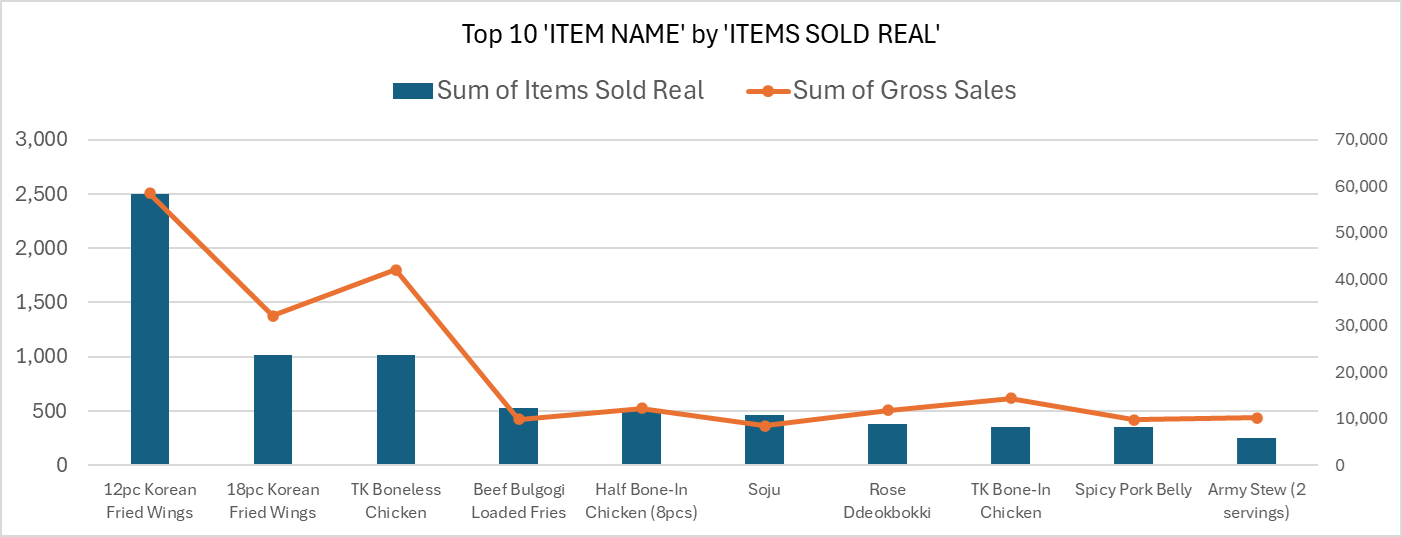 Top 10 'ITEM NAME' by 'ITEMS SOLD REAL'
Sum of Items Sold Real
Sum of Gross Sales
3,000
2,500
2,000
1,500
1,000
500
0
70,000
60,000
50,000
40,000
30,000
20,000
10,000
0
12pc Korean
Fried Wings
18pc Korean
Fried Wings
TK Boneless
Chicken
Beef Bulgogi
Loaded Fries
Half Bone-In
Chicken (8pcs)
Soju
Rose
Ddeokbokki
TK Bone-In
Chicken
Spicy Pork Belly
Army Stew (2
servings)